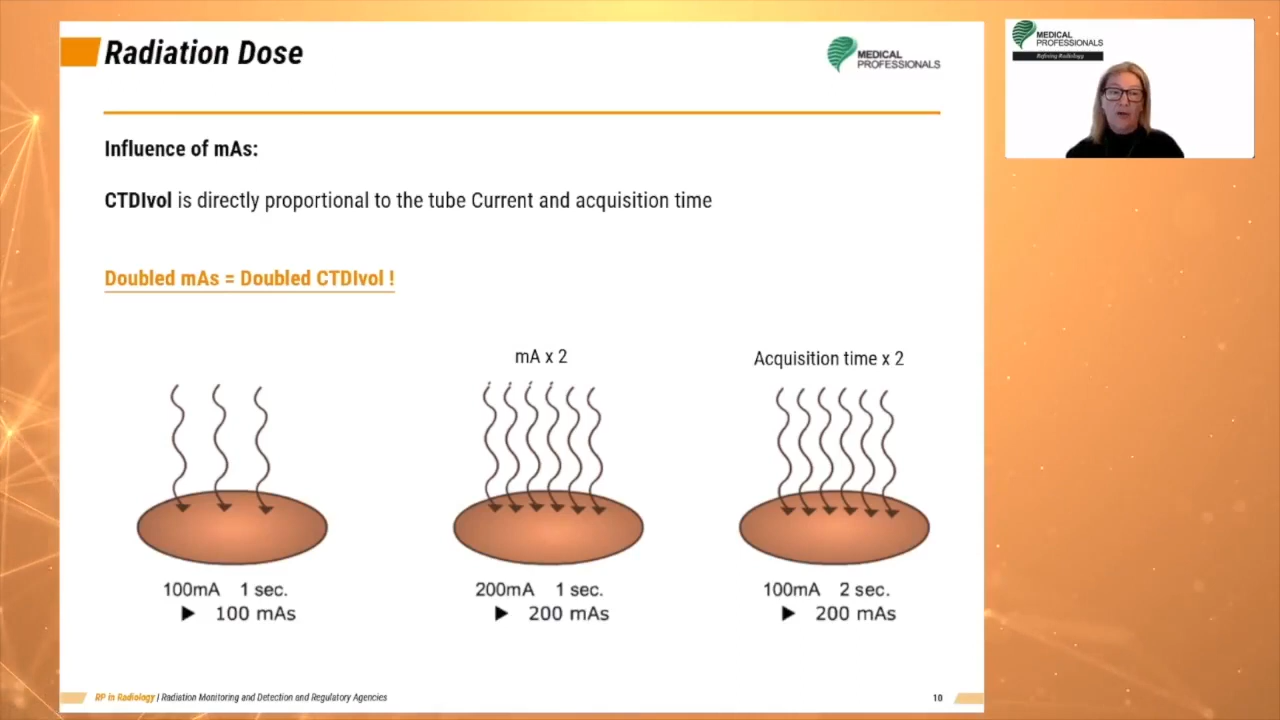 Radiation Dose
MEDICAL
PROFESSIONALS
MEDICAL
PROFESSIONALS
Refining Radiology
Influence of mAs:
CTDIvol is directly proportional to the tube Current and acquisition time
Doubled mAs = Doubled CTDIvol !
mA x 2
Acquisition time x 2
100mA 1 sec.
► 100 mAs
200mA 1 sec.
► 200 mAs
100mA 2 sec.
► 200 mAs
RP in Radiology | Radiation Monitoring and Detection and Regulatory Agencies
10